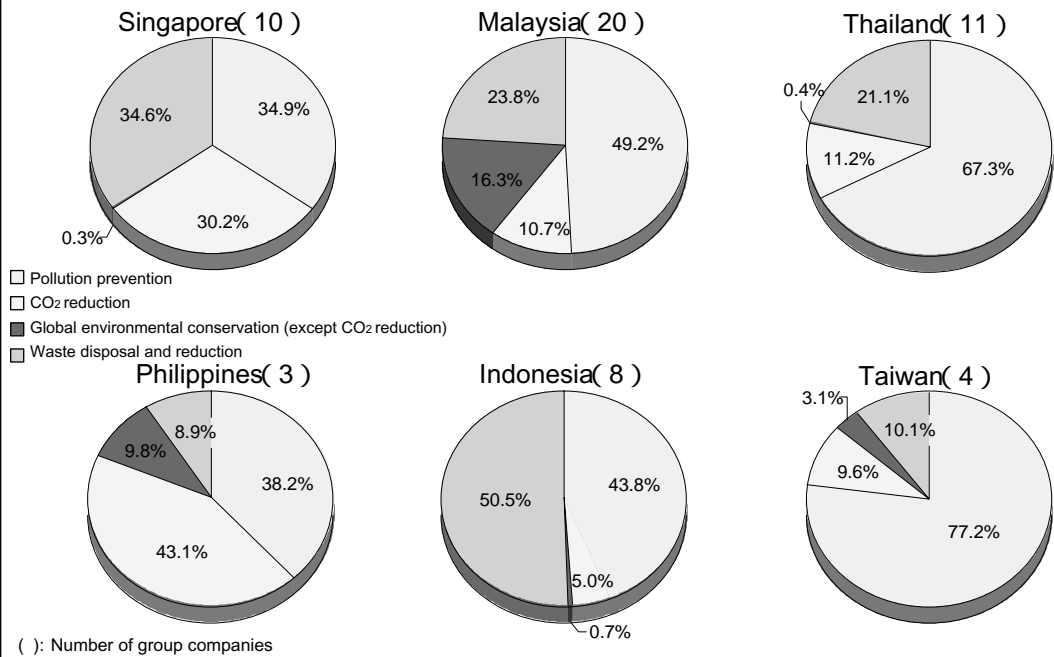 Singapore( 10 )
34.6%
34.9%
30.2%
0.3%
Malaysia( 20 )
23.8%
49.2%
16.3%
10.7%
Thailand( 11 )
0.4%
21.1%
11.2%
67.3%
Pollution prevention
CO2 reduction
Global environmental conservation (except CO2 reduction)
Waste disposal and reduction
Philippines( 3 )
8.9%
9.8%
38.2%
43.1%
Indonesia( 8 )
50.5%
43.8%
5.0%
0.7%
Taiwan( 4 )
3.1%
10.1%
9.6%
77.2%
( ): Number of group companies